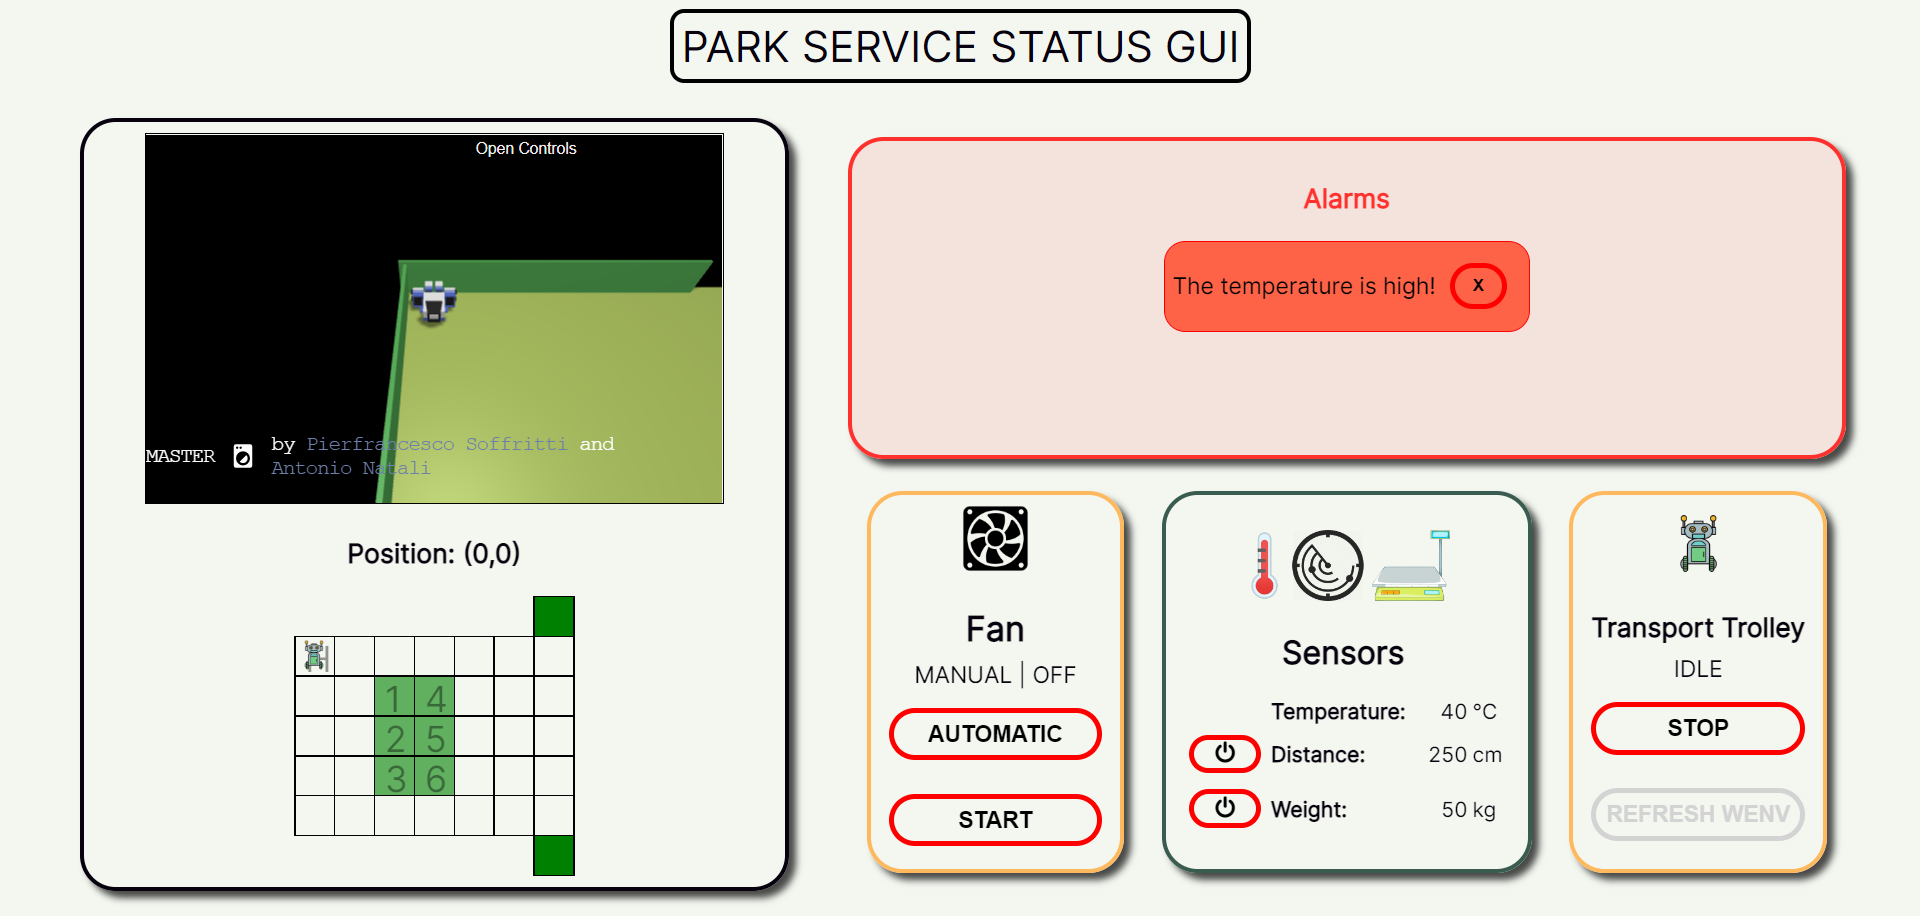 PARK SERVICE STATUS GUI
Open Controls
MASTER
by Pierfrancesco Soffritti and
Antonio Natali
Position: (0,0)
1 4
2 5
3 6
Alarms
The temperature is high! X
Fan
MANUAL | OFF
AUTOMATIC
START
Sensors
Temperature: 40 °C
Distance: 250 cm
Weight: 50 kg
Transport Trolley
IDLE
STOP
REFRESH WENV